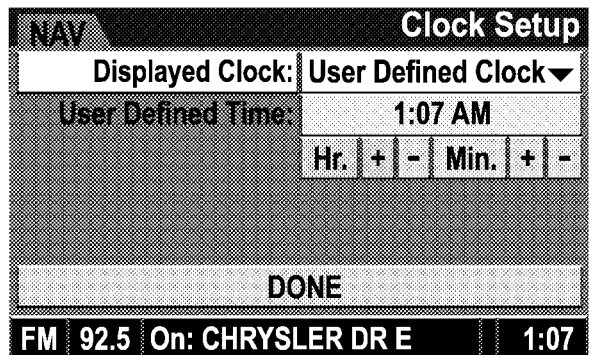 NAV Clock Setup
Displayed Clock: User Defined Clock
User Defined Time: 1:07 AM
Hr. + - Min. + -
DONE
FM 92.5 On: CHRYSLER DR E 1:07